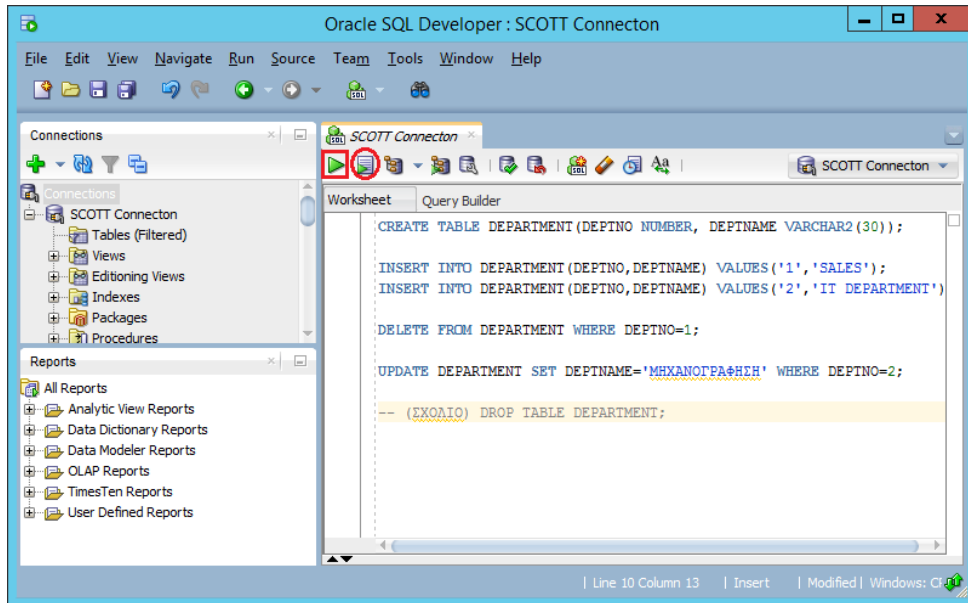 Oracle SQL Developer : SCOTT Connecton
File Edit View Navigate Run Source Team Tools Window Help
Connections
Connections
SCOTT Connecton
Tables (Filtered)
Views
Editioning Views
Indexes
Packages
Procedures
Reports
All Reports
Analytic View Reports
Data Dictionary Reports
Data Modeler Reports
OLAP Reports
TimesTen Reports
User Defined Reports
SCOTT Connecton
SCOTT Connecton
Worksheet Query Builder
CREATE TABLE DEPARTMENT(DEPTNO NUMBER, DEPTNAME VARCHAR2(30));
INSERT INTO DEPARTMENT(DEPTNO,DEPTNAME) VALUES('1','SALES');
INSERT INTO DEPARTMENT(DEPTNO,DEPTNAME) VALUES('2','IT DEPARTMENT')
DELETE FROM DEPARTMENT WHERE DEPTNO=1;
UPDATE DEPARTMENT SET DEPTNAME='ΜΗΧΑΝΟΓΡΑΦΗΣΗ' WHERE DEPTNO=2;
-- (ΣΧΟΛΙΟ) DROP TABLE DEPARTMENT;
| Line 10 Column 13 | Insert | Modified | Windows: